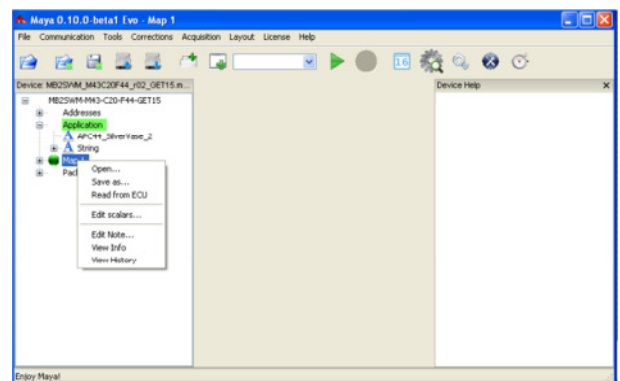 Maya 0.10.0-beta1 Evo - Map 1
File Communication Tools Corrections Acquisition Layout License Help
16
Device: MB2SWM_M43C20F44_r02_GET15.m...
Device Help
MB2SWM-M43-C20-F44-GET15
Addresses
Application
APC44_SilverVase_2
String
Map 1
Open...
Save as...
Read from ECU
Edit scalars...
Edit Note...
View Info
View History
Enjoy Maya!